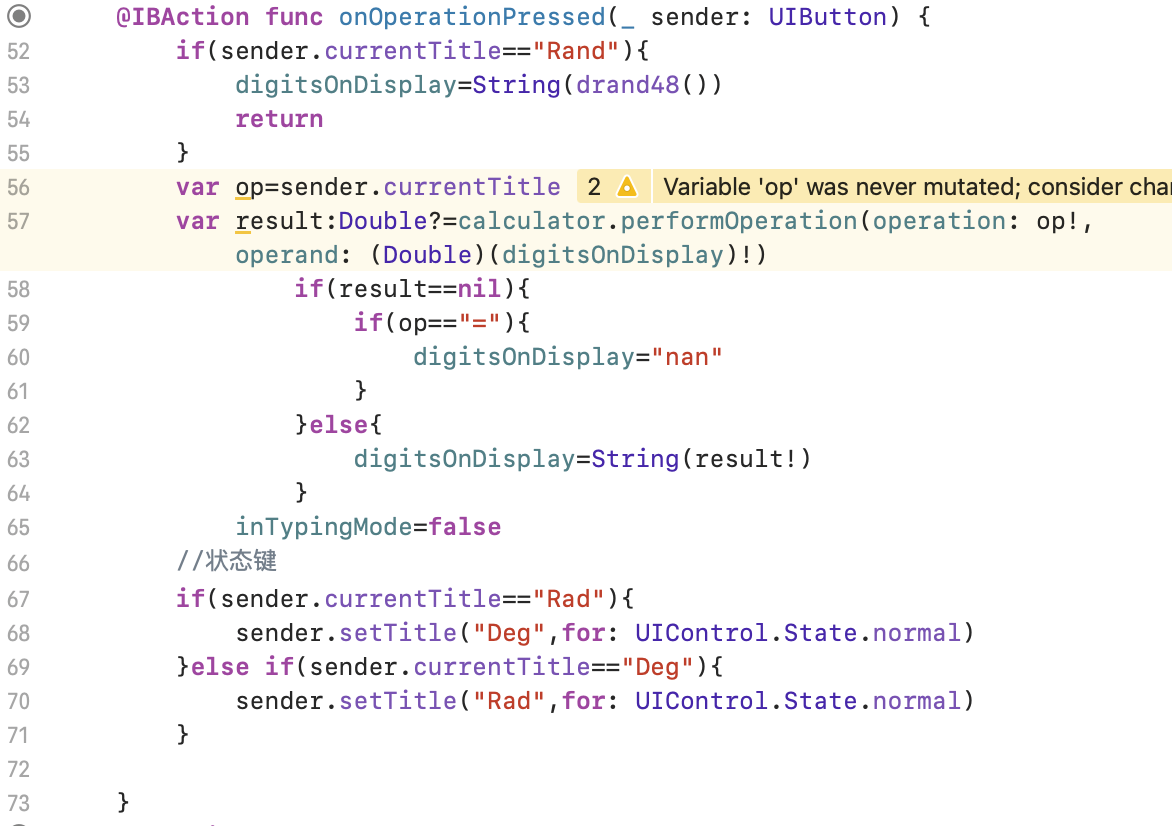 @IBAction func onOperationPressed(_ sender: UIButton) {
52 if(sender.currentTitle=="Rand"){
53 digitsOnDisplay=String(drand48())
54 return
55 }
56 var op=sender.currentTitle 2 Variable 'op' was never mutated; consider
57 var result:Double?=calculator.performOperation(operation: op!,
operand: (Double)(digitsOnDisplay)!)
58 if(result==nil){
59 if(op=="="){
60 digitsOnDisplay="nan"
61 }
62 }else{
63 digitsOnDisplay=String(result!)
64 }
65 inTypingMode=false
66 //状态键
67 if(sender.currentTitle=="Rad"){
68 sender.setTitle("Deg",for: UIControl.State.normal)
69 }else if(sender.currentTitle=="Deg"){
70 sender.setTitle("Rad",for: UIControl.State.normal)
71 }
72
73 }